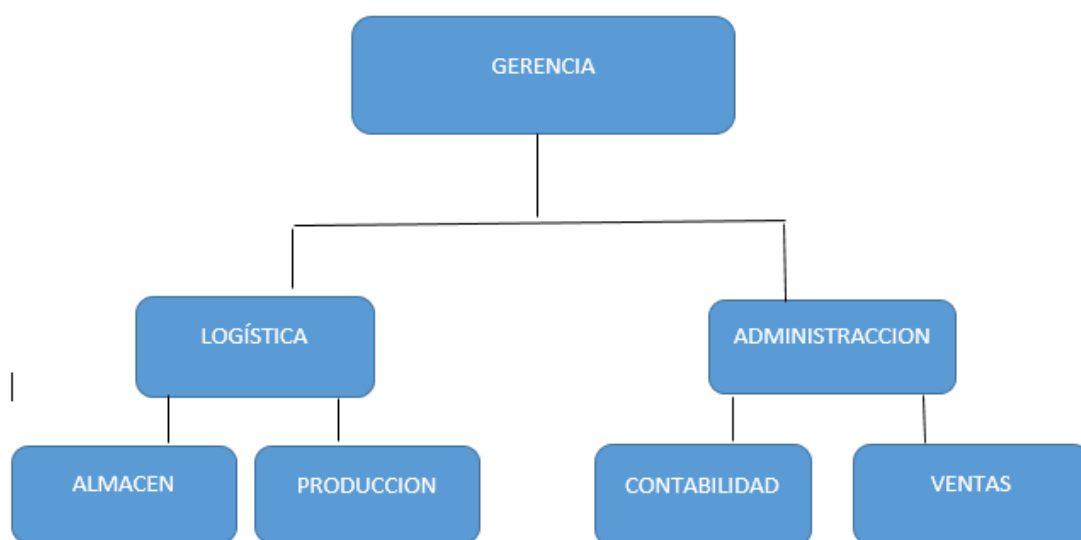 GERENCIA
LOGÍSTICA
ADMINISTRACCION
ALMACEN
PRODUCCION
CONTABILIDAD
VENTAS